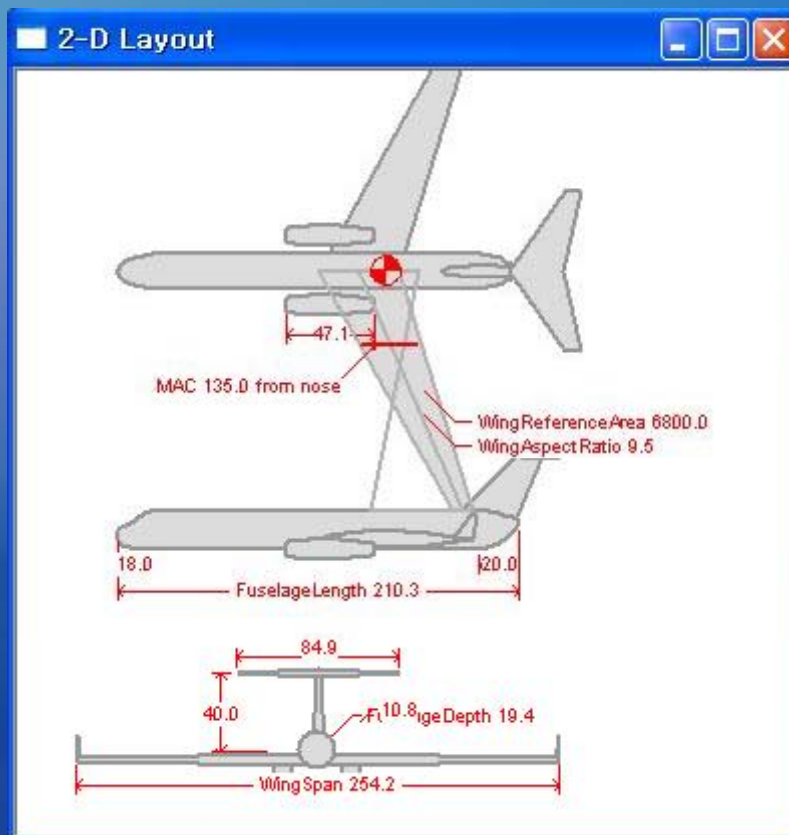 2-D Layout
47.1
MAC 135.0 from nose
WingReferenceArea 6800.0
WingAspectRatio 9.5
18.0
20.0
FuselageLength 210.3
84.9
40.0
10.8
geDepth 19.4
WingSpan 254.2